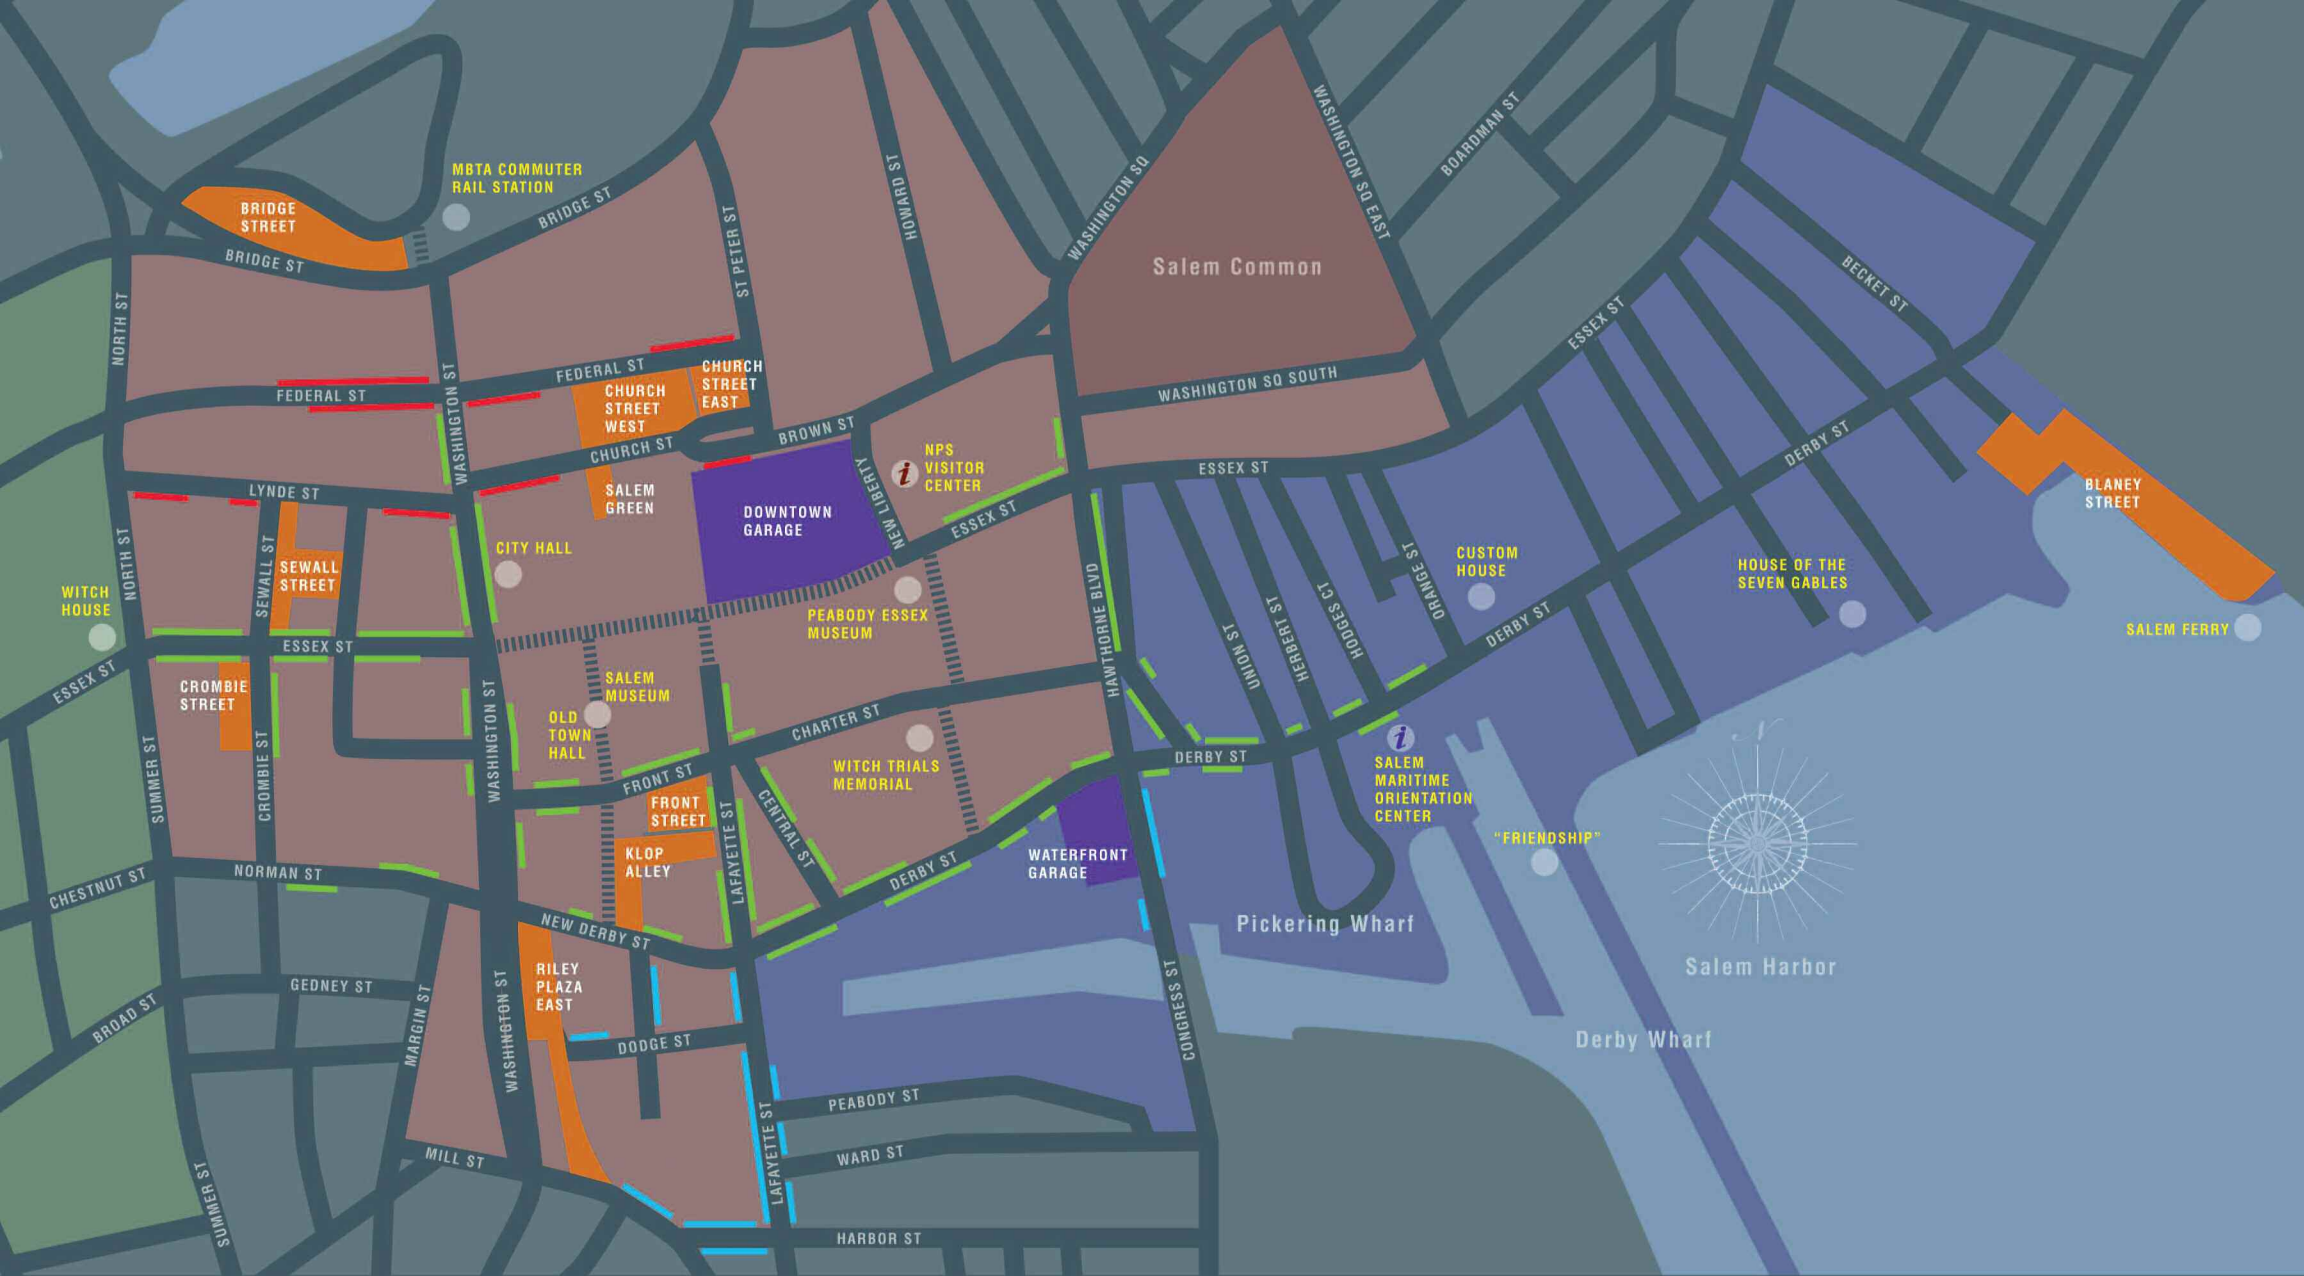 MBTA COMMUTER
RAIL STATION
BRIDGE
STREET
BRIDGE ST
BRIDGE ST
NORTH ST
ST PETER ST
HOWARD ST
WASHINGTON SQ
WASHINGTON SQ EAST
BOARDMAN ST
Salem Common
ESSEX ST
BECKET ST
FEDERAL ST
FEDERAL ST
WASHINGTON ST
CHURCH
STREET
WEST
CHURCH
STREET
EAST
CHURCH ST
BROWN ST
WASHINGTON SQ SOUTH
NPS
VISITOR
CENTER
ESSEX ST
DERBY ST
LYNDE ST
SALEM
GREEN
DOWNTOWN
GARAGE
NEW LIBERTY
ESSEX ST
BLANEY
STREET
NORTH ST
SEWALL ST
SEWALL
STREET
CITY HALL
WITCH
HOUSE
PEABODY ESSEX
MUSEUM
HAWTHORNE BLVD
UNION ST
HERBERT ST
HODGES CT
ORANGE ST
CUSTOM
HOUSE
DERBY ST
HOUSE OF THE
SEVEN GABLES
SALEM FERRY
ESSEX ST
ESSEX ST
CROMBIE
STREET
CROMBIE ST
SUMMER ST
WASHINGTON ST
SALEM
MUSEUM
OLD
TOWN
HALL
CHARTER ST
WITCH TRIALS
MEMORIAL
DERBY ST
i
i
SALEM
MARITIME
ORIENTATION
CENTER
N
FRONT ST
FRONT
STREET
LAFAYETTE ST
CENTRAL ST
KLOP
ALLEY
DERBY ST
WATERFRONT
GARAGE
"FRIENDSHIP"
CHESTNUT ST
NORMAN ST
NEW DERBY ST
Pickering Wharf
Salem Harbor
RILEY
PLAZA
EAST
GEDNEY ST
BROAD ST
MARGIN ST
WASHINGTON ST
DODGE ST
CONGRESS ST
Derby Wharf
PEABODY ST
WARD ST
LAFAYETTE ST
MILL ST
SUMMER ST
HARBOR ST